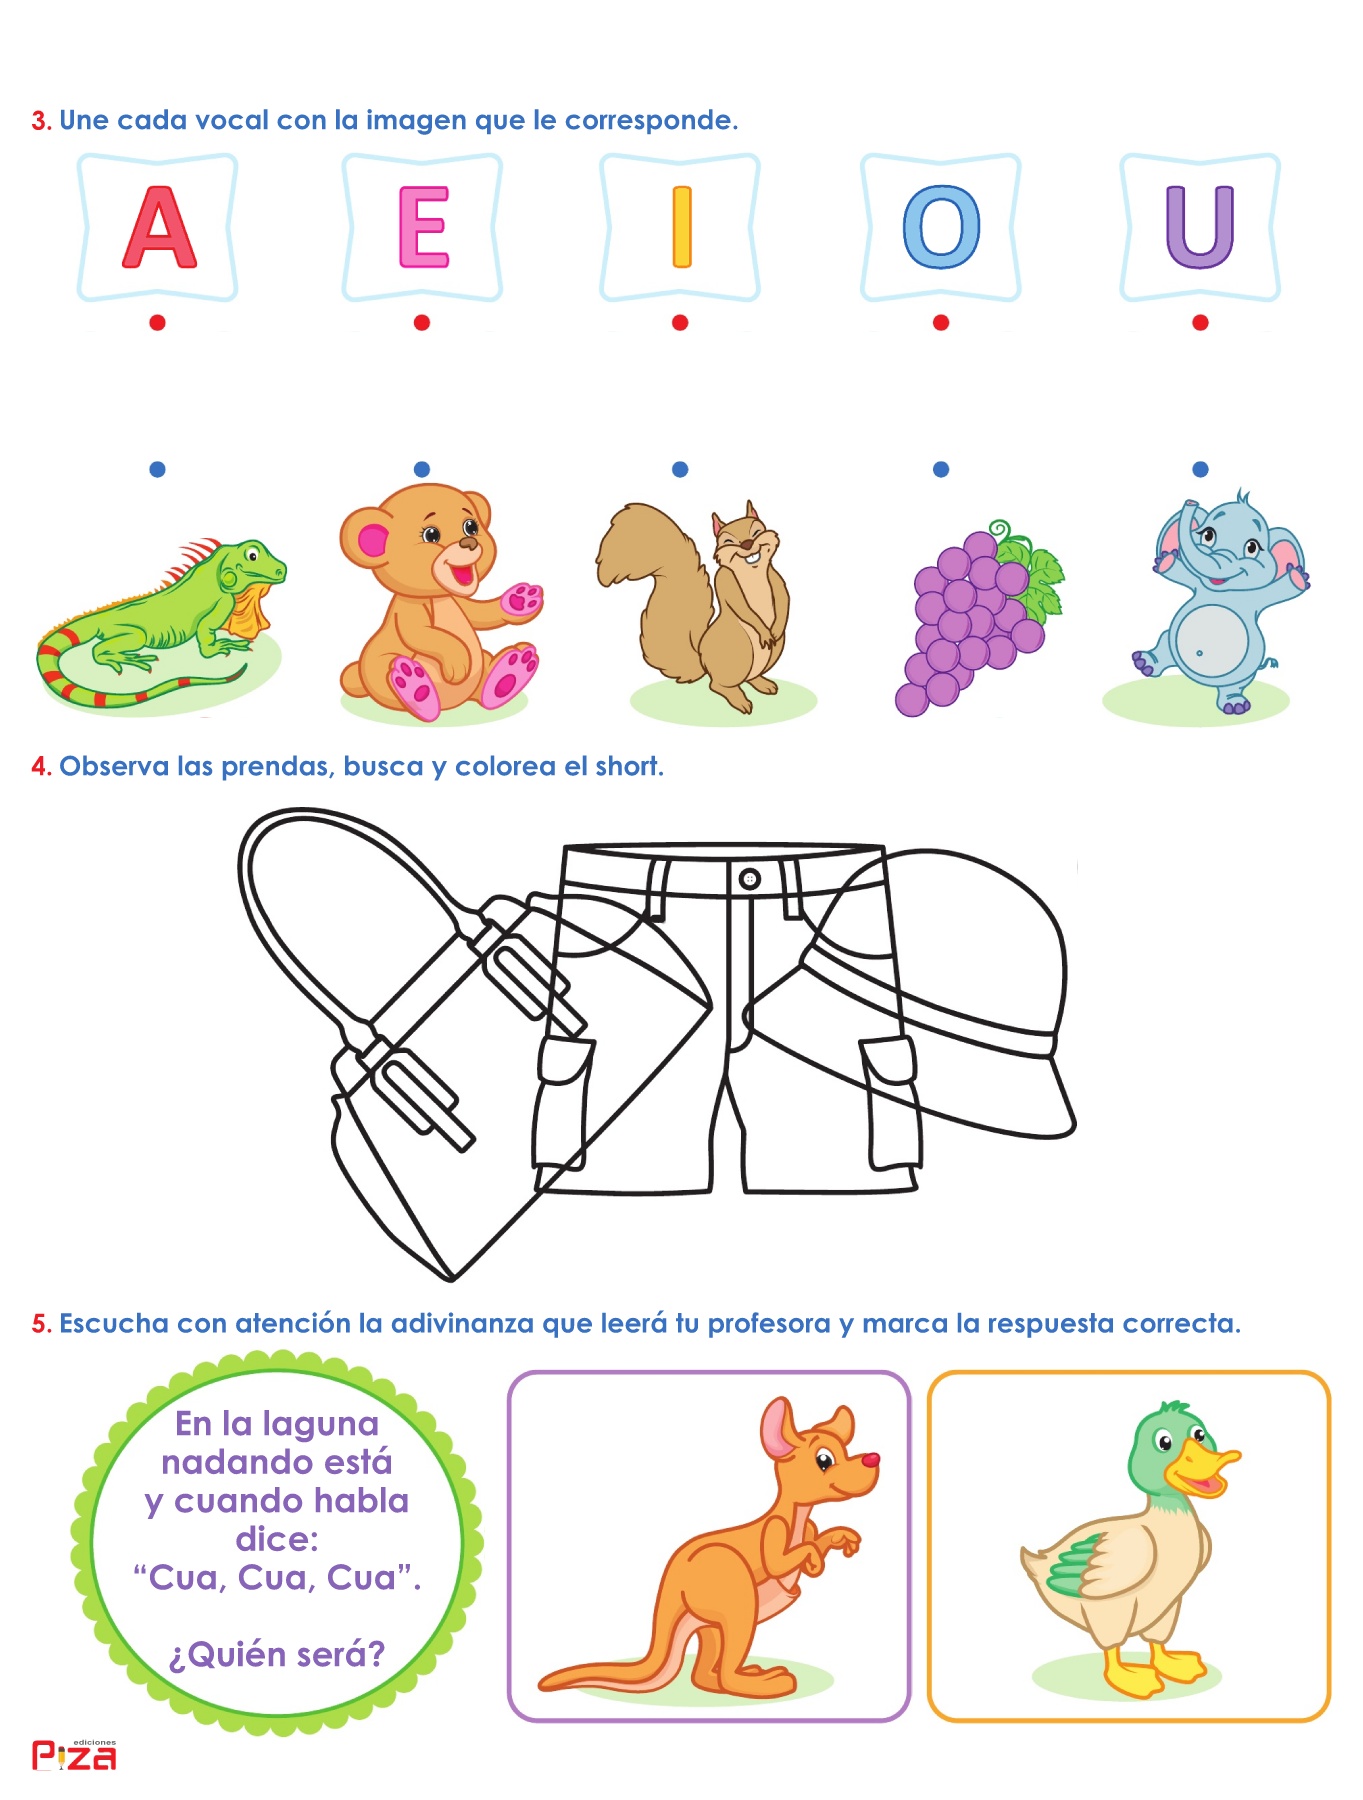 3. Une cada vocal con la imagen que le corresponde.
A E I O U
4. Observa las prendas, busca y colorea el short.
5. Escucha con atención la adivinanza que leerá tu profesora y marca la respuesta correcta.
En la laguna
nadando está
y cuando habla
dice:
“Cua, Cua, Cua”.
¿Quién será?
ediciones
Piza